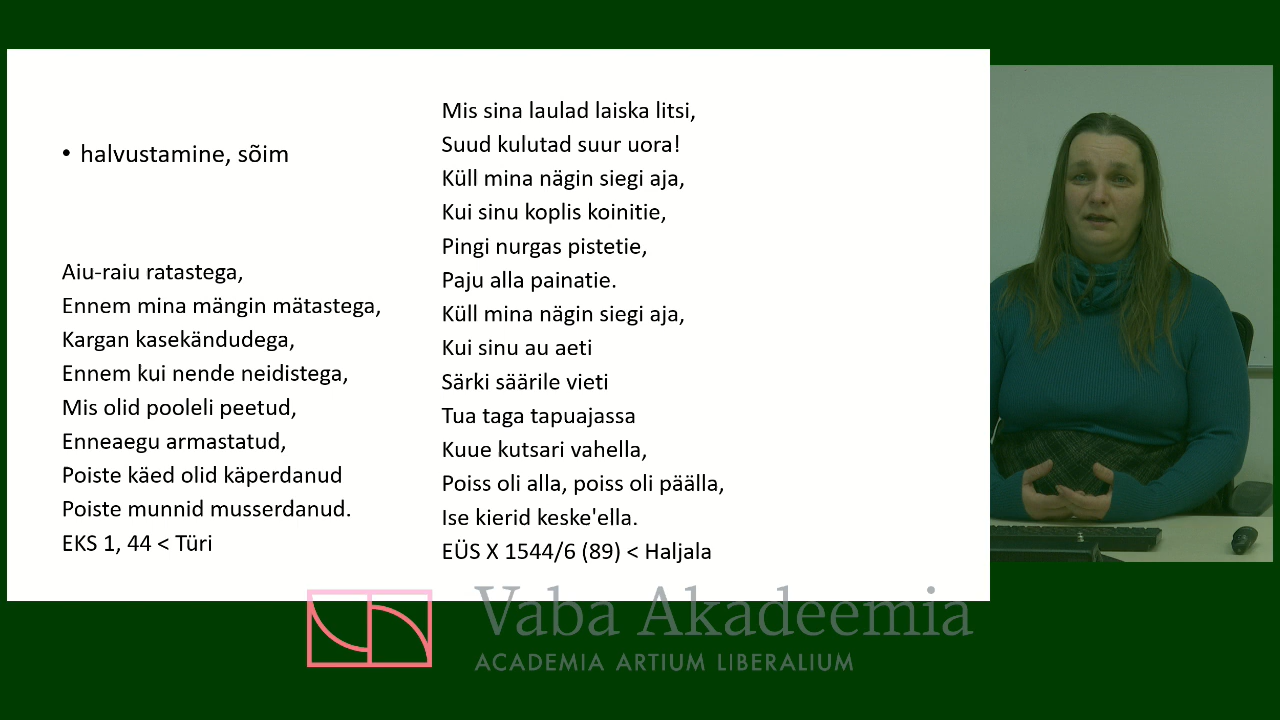 • halvustamine, sõim
Aiu-raiu ratastega,
Ennem mina mängin mätastega,
Kargan kasekändudega,
Ennem kui nende neidistega,
Mis olid pooleli peetud,
Enneaegu armastatud,
Poiste käed olid käperdanud
Poiste munnid musserdanud.
EKS 1, 44 < Türi
Mis sina laulad laiska litsi,
Suud kulutad suur uora!
Küll mina nägin siegi aja,
Kui sinu koplis koinitie,
Pingi nurgas pistetie,
Paju alla painatie.
Küll mina nägin siegi aja,
Kui sinu au aeti
Särki säärile vieti
Tua taga tapuajassa
Kuue kutsari vahella,
Poiss oli alla, poiss oli päälla,
Ise kierid keske'ella.
EÜS X 1544/6 (89) < Haljala
Vaba Akadeemia
ACADEMIA ARTIUM LIBERALIUM